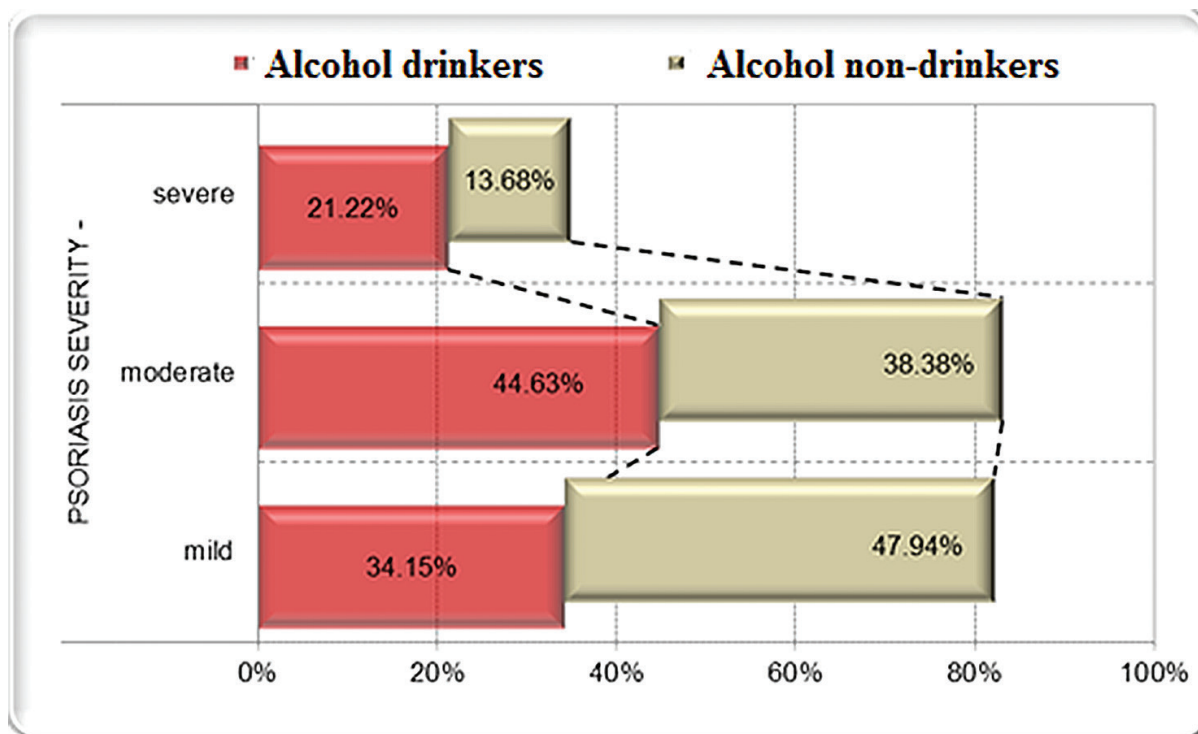 Alcohol drinkers
Alcohol non-drinkers
PSORIASIS SEVERITY -
severe
21.22%
13.68%
moderate
44.63%
38.38%
mild
34.15%
47.94%
0%
20%
40%
60%
80%
100%